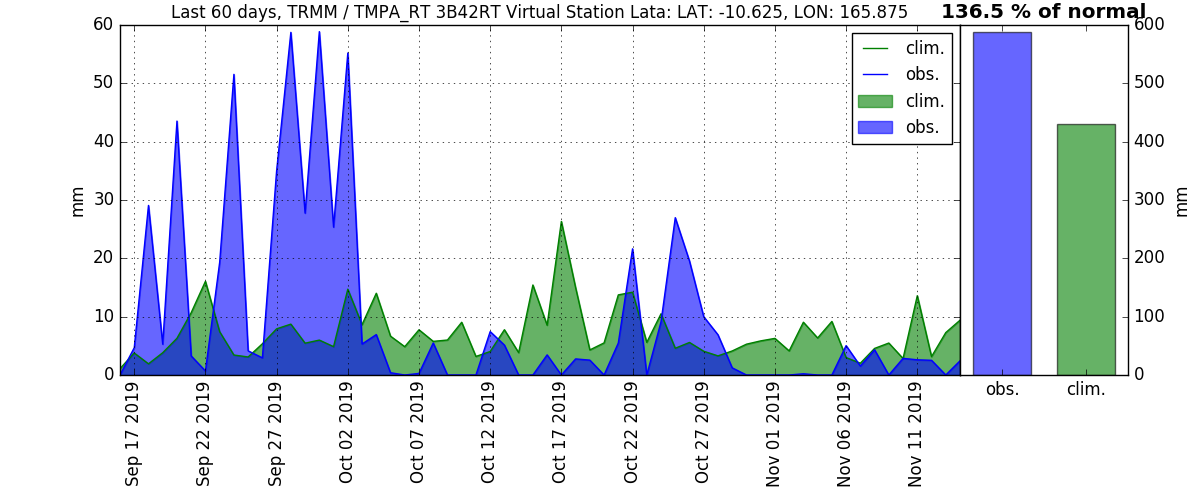 Last 60 days, TRMM / TMPA_RT 3B42RT Virtual Station Lata: LAT: -10.625, LON: 165.875
136.5 % of normal
60
50
40
30
20
10
0
mm
clim.
obs.
clim.
obs.
600
500
400
300
200
100
0
mm
obs.
clim.
Sep 17 2019
Sep 22 2019
Sep 27 2019
Oct 02 2019
Oct 07 2019
Oct 12 2019
Oct 17 2019
Oct 22 2019
Oct 27 2019
Nov 01 2019
Nov 06 2019
Nov 11 2019